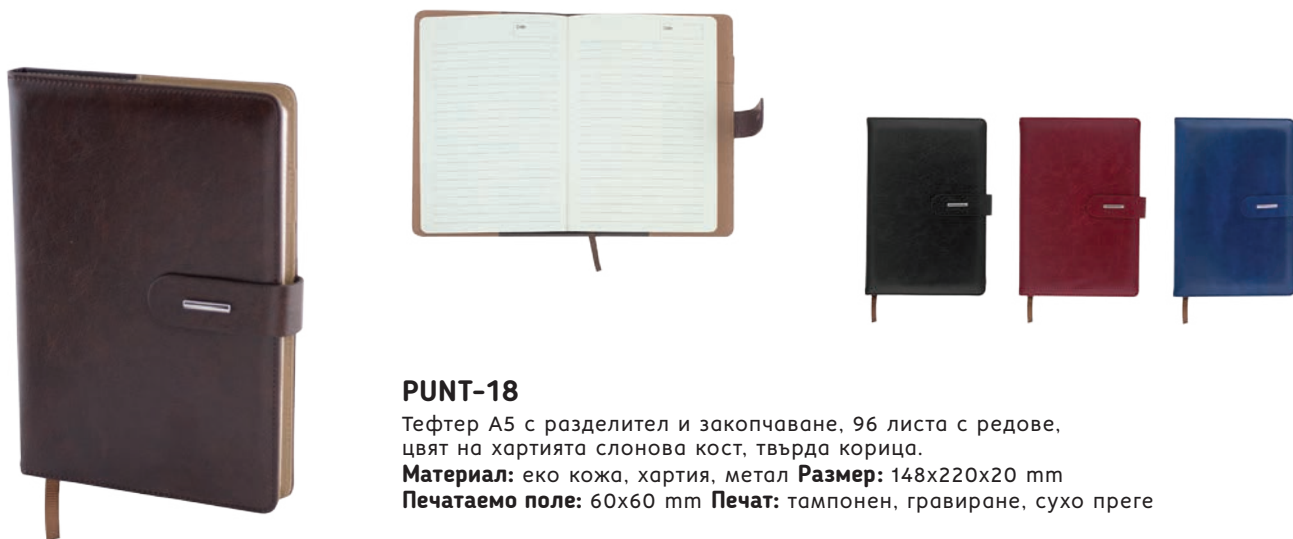 PUNT-18
Тефтер А5 с разделител и закопчаване, 96 листа с редове,
цвят на хартията слонова кост, твърда корица.
Материал: еко кожа, хартия, метал Размер: 148x220x20 mm
Печатаемо поле: 60x60 mm Печат: тампонен, гравиране, сухо преге